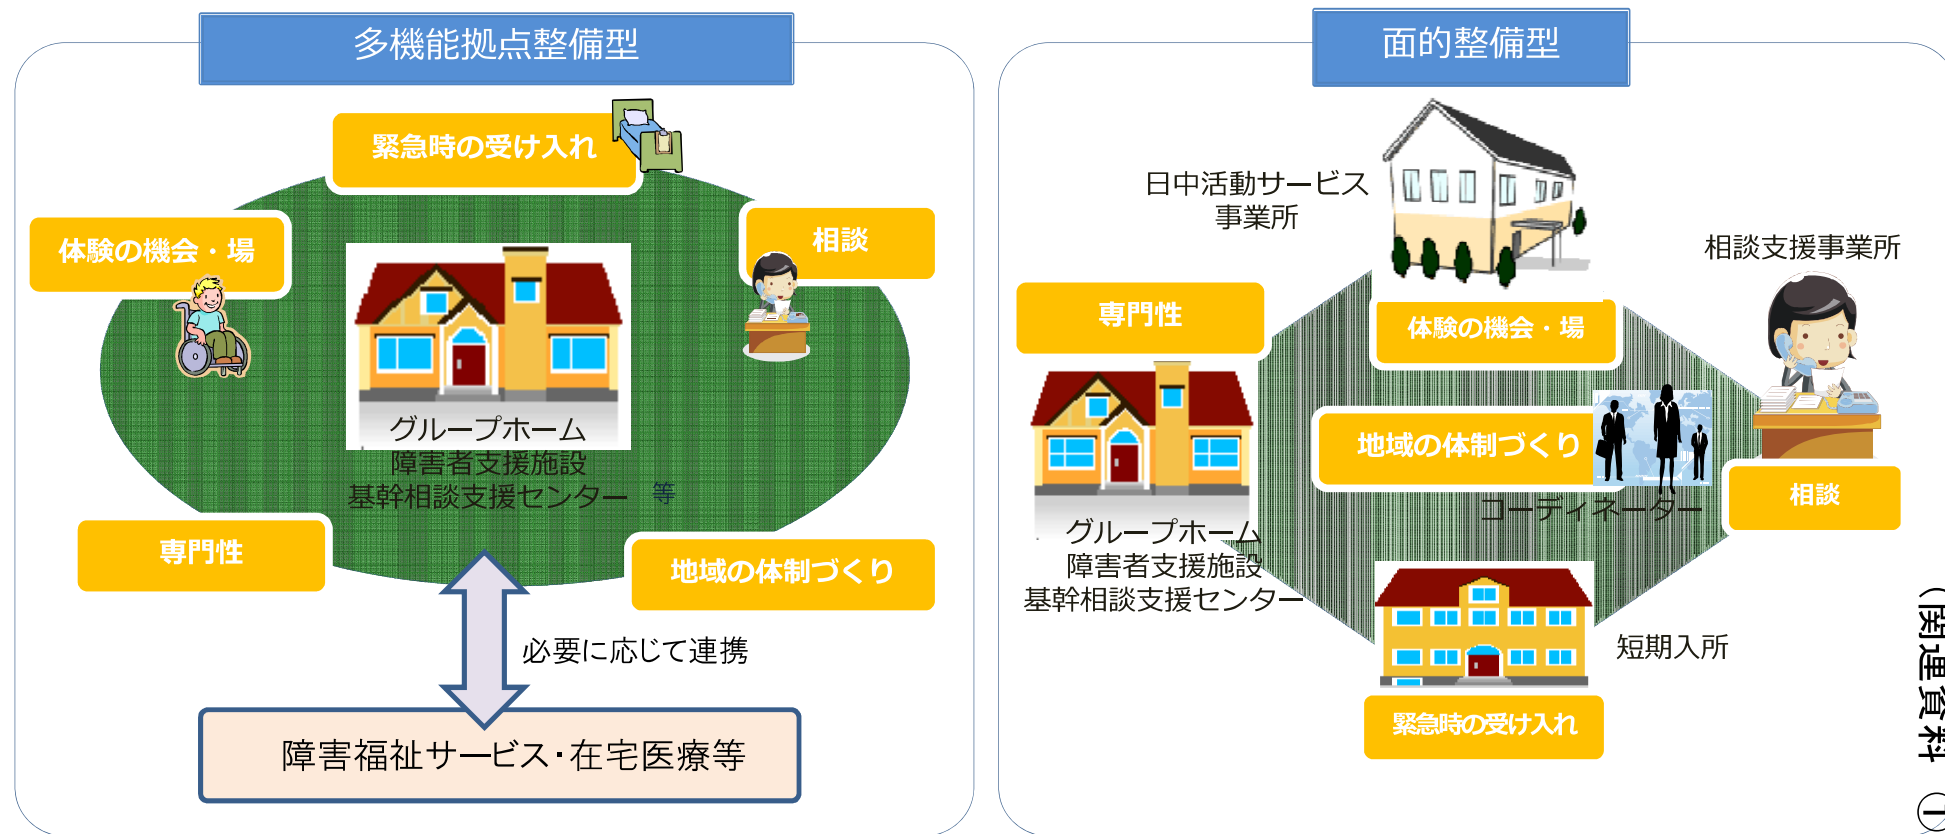 多機能拠点整備型
緊急時の受け入れ
体験の機会・場
相談
グループホーム
障害者支援施設
基幹相談支援センター 等
専門性
地域の体制づくり
必要に応じて連携
障害福祉サービス・在宅医療等
面的整備型
日中活動サービス
事業所
相談支援事業所
専門性
体験の機会・場
地域の体制づくり
コーディネーター
相談
グループホーム
障害者支援施設
基幹相談支援センター
短期入所
緊急時の受け入れ
（関連資料 ①